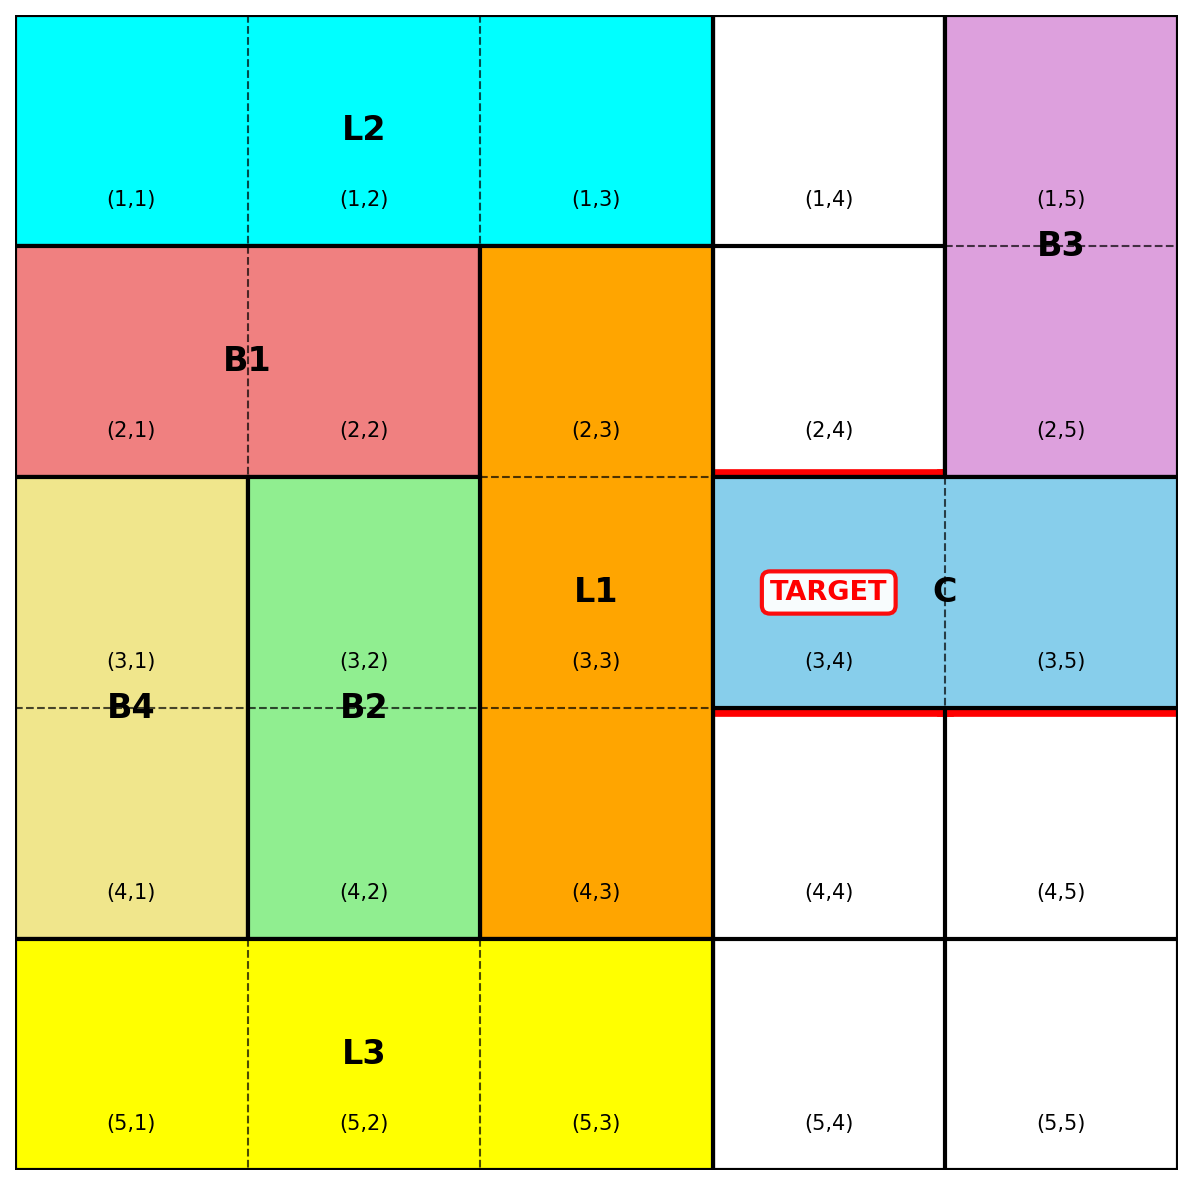 L2
(1,1) (1,2) (1,3) (1,4) (1,5)
B3
B1
(2,1) (2,2) (2,3) (2,4) (2,5)
L1 TARGET C
(3,1) (3,2) (3,3) (3,4) (3,5)
B4 B2
(4,1) (4,2) (4,3) (4,4) (4,5)
L3
(5,1) (5,2) (5,3) (5,4) (5,5)